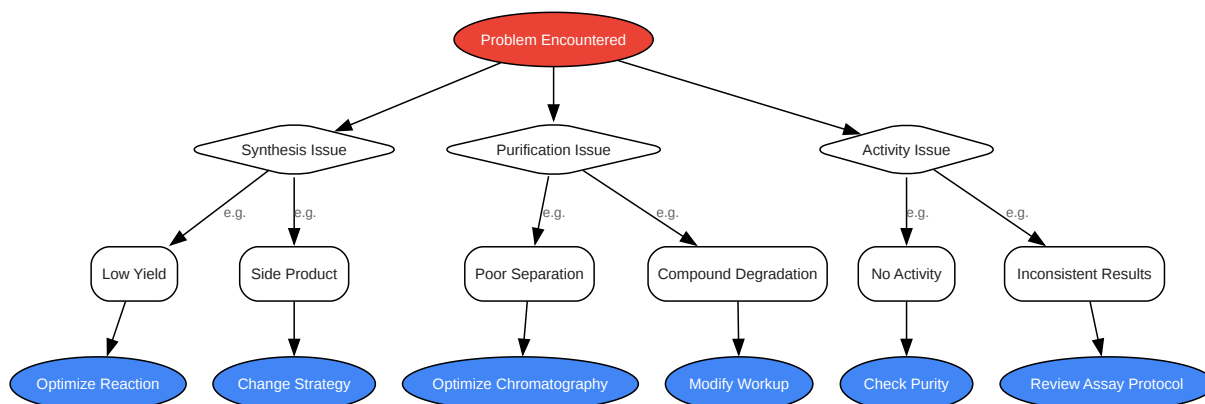 Problem Encountered
Synthesis Issue
Purification Issue
Activity Issue
e.g.
e.g.
e.g.
e.g.
e.g.
e.g.
Low Yield
Side Product
Poor Separation
Compound Degradation
No Activity
Inconsistent Results
Optimize Reaction
Change Strategy
Optimize Chromatography
Modify Workup
Check Purity
Review Assay Protocol